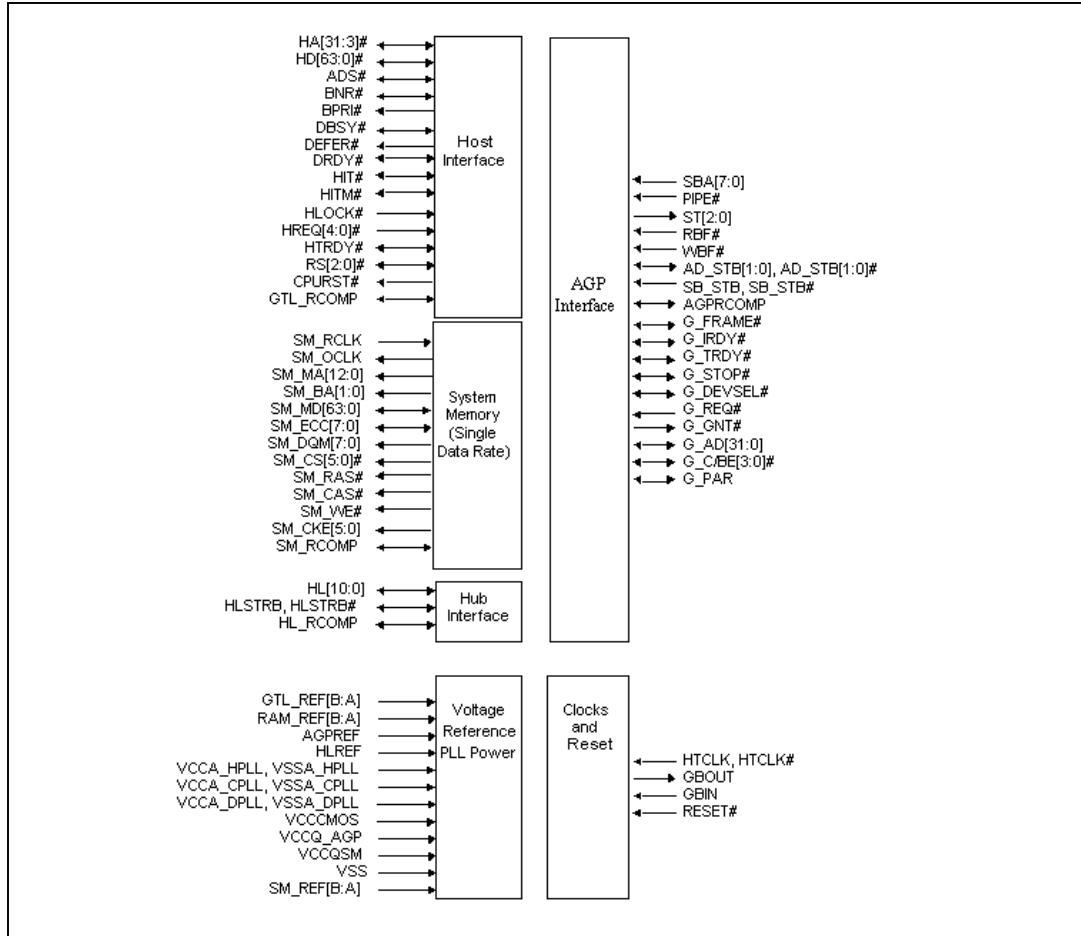 HA[31:3]#
HD[63:0]#
ADS#
BNR#
BPRI#
DBSY#
DEFER#
DRDY#
HIT#
HITM#
HLOCK#
HREQ[4:0]#
HTRDY#
RS[2:0]#
CPURST#
GTL_RCOMP
Host
Interface
SM_RCLK
SM_OCLK
SM_MA[12:0]
SM_BA[1:0]
SM_MD[63:0]
SM_ECC[7:0]
SM_DQM[7:0]
SM_CS[5:0]#
SM_RAS#
SM_CAS#
SM_WE#
SM_CKE[5:0]
SM_RCOMP
System
Memory
(Single
Data Rate)
HL[10:0]
HLSTRB, HLSTRB#
HL_RCOMP
Hub
Interface
AGP
Interface
SBA[7:0]
PIPE#
ST[2:0]
RBF#
WBF#
AD_STB[1:0], AD_STB[1:0]#
SB_STB, SB_STB#
AGPRCOMP
G_FRAME#
G_IRDY#
G_TRDY#
G_STOP#
G_DEVSEL#
G_REQ#
G_GNT#
G_AD[31:0]
G_C/BE[3:0]#
G_PAR
GTL_REF[B:A]
RAM_REF[B:A]
AGPREF
HLREF
VCCA_HPLL, VSSA_HPLL
VCCA_CPLL, VSSA_CPLL
VCCA_DPLL, VSSA_DPLL
VCCCMOS
VCCQ_AGP
VCCQSM
VSS
SM_REF[B:A]
Voltage
Reference
PLL Power
Clocks
and
Reset
HTCLK, HTCLK#
GBOUT
GBIN
RESET#